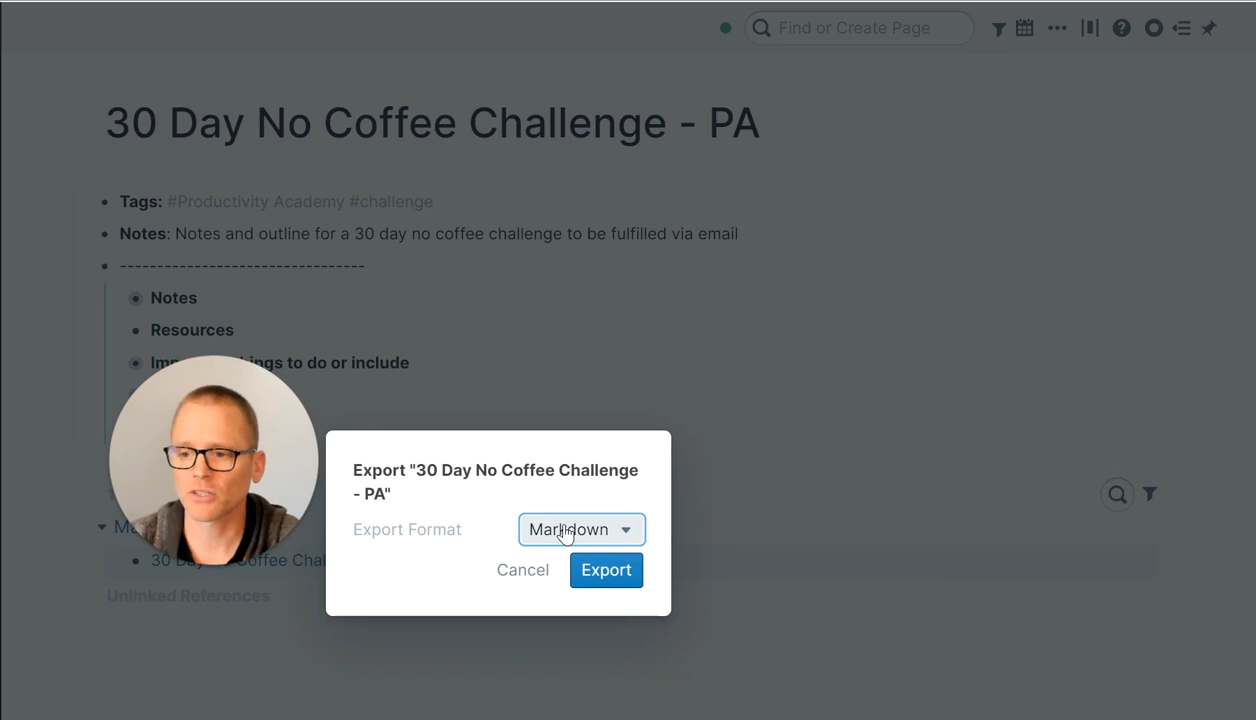 Find or Create Page
30 Day No Coffee Challenge - PA
Tags: #Productivity Academy #challenge
Notes: Notes and outline for a 30 day no coffee challenge to be fulfilled via email
--------------------------------
Notes
Resources
to do or include
Export "30 Day No Coffee Challenge
- PA"
Export Format
Markdown
Cancel
Export
30
Unlinked References